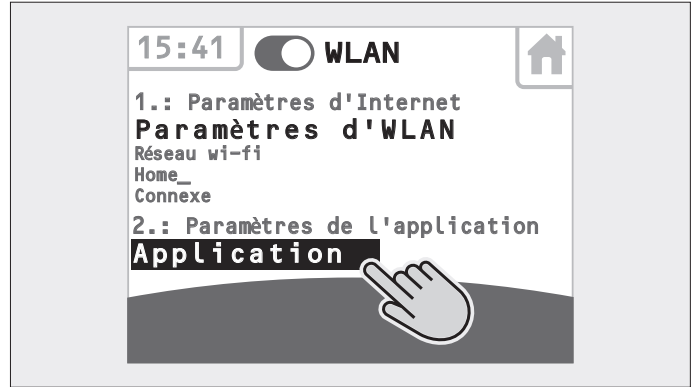 15:41 WLAN
1.: Paramètres d'Internet
Paramètres d'WLAN
Réseau wi-fi
Home_
Connexe
2.: Paramètres de l'application
Application